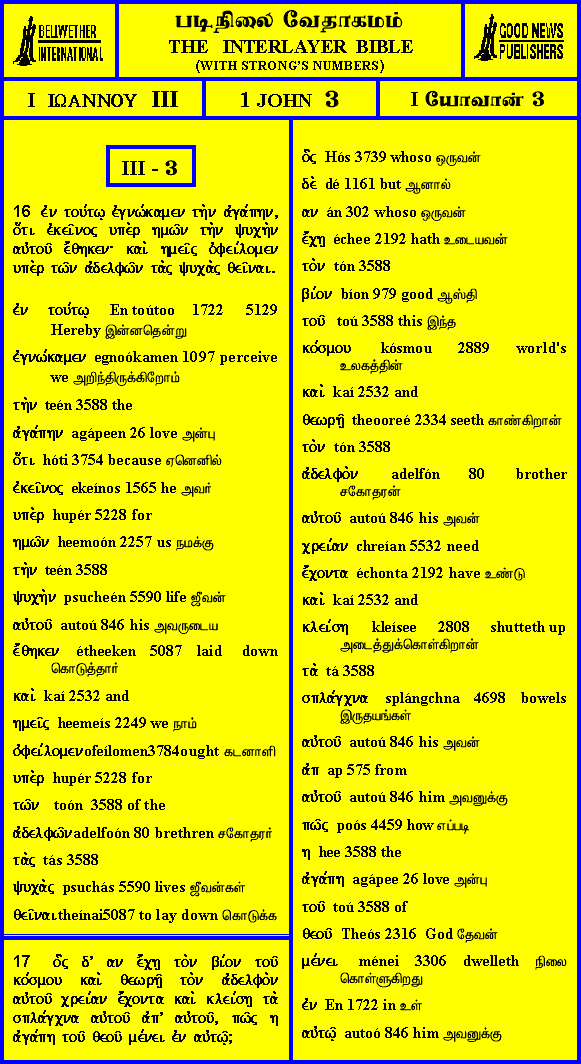 BELLWETHER
INTERNATIONAL
படிநிலை வேதாகமம்
THE INTERLAYER BIBLE
(WITH STRONG'S NUMBERS)
GOOD NEWS
PUBLISHERS
I ΙΩΑΝΝΟΥ III
1 JOHN 3
I யோவான் 3
III - 3
16 ἐν τούτῳ ἐγνώκαμεν τὴν ἀγάπην,
ὅτι ἐκεῖνος υπὲρ ημῶν τὴν ψυχὴν
αὐτοῦ ἔθηκεν· καὶ ημεῖς ὀφείλομεν
υπὲρ τῶν ἀδελφῶν τὰς ψυχὰς θεῖναι.
ἐν τούτῳ En toútoo 1722 5129
Hereby இன்னதென்று
ἐγνώκαμεν egnoókamen 1097 perceive
we அறிந்திருக்கிறோம்
τὴν teén 3588 the
ἀγάπην agápeen 26 love அன்பு
ὅτι hóti 3754 because ஏனெனில்
ἐκεῖνος ekeínos 1565 he அவர்
υπὲρ hupér 5228 for
ημῶν heemoón 2257 us நமக்கு
τὴν teén 3588
ψυχὴν psucheén 5590 life ஜீவன்
αὐτοῦ autoú 846 his அவருடைய
ἔθηκεν étheeken 5087 laid down
கொடுத்தார்
καὶ kaí 2532 and
ημεῖς heemeís 2249 we நாம்
ὀφείλομεν ofeílomen3784 ought கடனாளி
υπὲρ hupér 5228 for
τῶν toón 3588 of the
ἀδελφῶν adelfoón 80 brethren சகோதரர்
τὰς tás 3588
ψυχὰς psuchás 5590 lives ஜீவன்கள்
θεῖναι theínai5087 to lay down கொடுக்க
17 ὃς δ' αν ἔχῃ τὸν βίον τοῦ
κόσμου καὶ θεωρῇ τὸν ἀδελφὸν
αὐτοῦ χρείαν ἔχοντα καὶ κλείσῃ τὰ
σπλάγχνα αὐτοῦ ἀπ' αὐτοῦ, πῶς η
ἀγάπη τοῦ θεοῦ μένει ἐν αὐτῷ;
ὃς Hós 3739 whoso ஒருவன்
δὲ dé 1161 but ஆனால்
αν án 302 whoso ஒருவன்
ἔχῃ échee 2192 hath உடையவன்
τὸν tón 3588
βίον bíon 979 good ஆஸ்தி
τοῦ toú 3588 this இந்த
κόσμου kósmou 2889 world's
உலகத்தின்
καὶ kaí 2532 and
θεωρῇ theooreé 2334 seeth காண்கிறான்
τὸν tón 3588
ἀδελφὸν adelfón 80 brother
சகோதரன்
αὐτοῦ autoú 846 his அவன்
χρείαν chreían 5532 need
ἔχοντα échonta 2192 have உண்டு
καὶ kaí 2532 and
κλείσῃ kleísee 2808 shutteth up
அடைத்துக்கொள்கிறான்
τὰ tá 3588
σπλάγχνα splángchna 4698 bowels
இருதயங்கள்
αὐτοῦ autoú 846 his அவன்
ἀπ ap 575 from
αὐτοῦ autoú 846 him அவனுக்கு
πῶς poós 4459 how எப்படி
η hee 3588 the
ἀγάπη agápee 26 love அன்பு
τοῦ toú 3588 of
θεοῦ Theós 2316 God தேவன்
μένει ménei 3306 dwelleth நிலை
கொள்ளுகிறது
ἐν En 1722 in உள்
αὐτῷ autoó 846 him அவனுக்கு